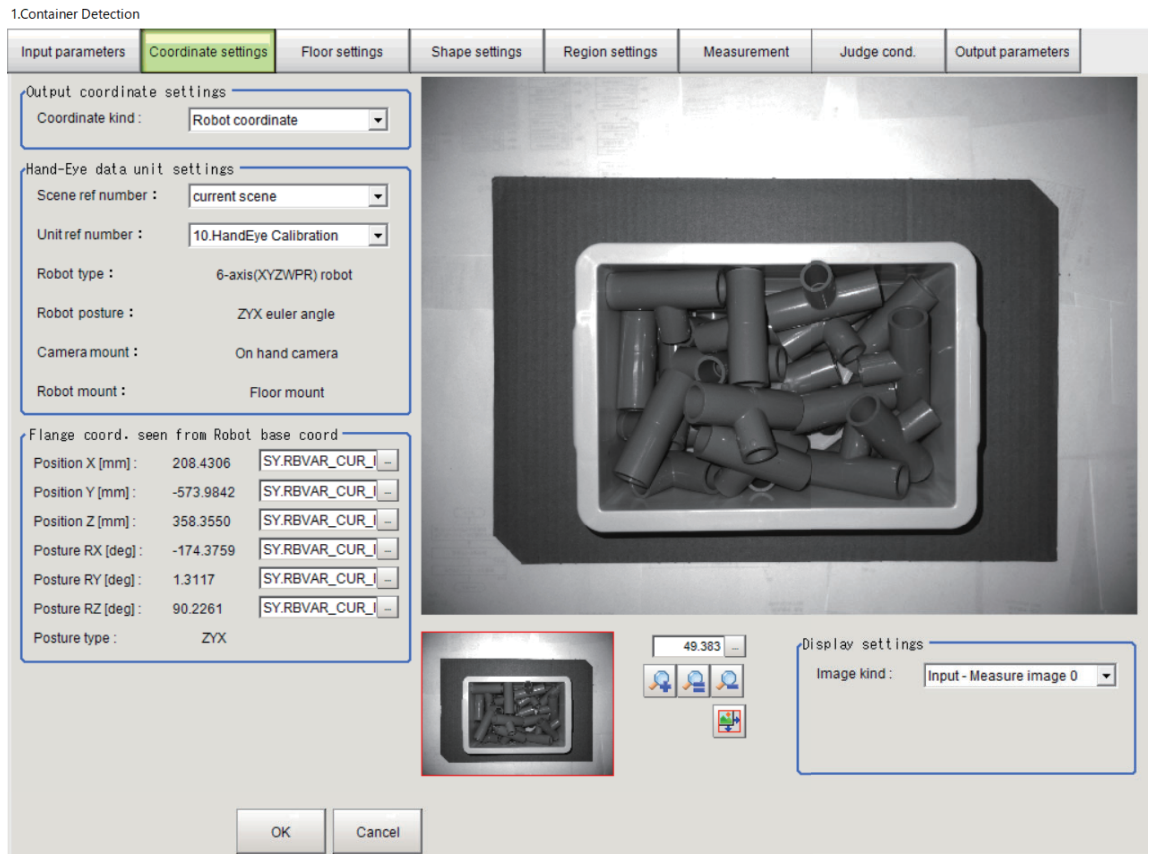 1.Container Detection
Input parameters Coordinate settings Floor settings Shape settings Region settings Measurement Judge cond. Output parameters
Output coordinate settings
Coordinate kind : Robot coordinate
Hand-Eye data unit settings
Scene ref number : current scene
Unit ref number : 10.HandEye Calibration
Robot type : 6-axis(XYZWPR) robot
Robot posture : ZYX euler angle
Camera mount : On hand camera
Robot mount : Floor mount
Flange coord. seen from Robot base coord
Position X [mm] : 208.4306 SY.RBVAR_CUR_I ...
Position Y [mm] : -573.9842 SY.RBVAR_CUR_I ...
Position Z [mm] : 358.3550 SY.RBVAR_CUR_I ...
Posture RX [deg] : -174.3759 SY.RBVAR_CUR_I ...
Posture RY [deg] : 1.3117 SY.RBVAR_CUR_I ...
Posture RZ [deg] : 90.2261 SY.RBVAR_CUR_I ...
Posture type : ZYX
49.383 ...
Display settings
Image kind : Input - Measure image 0
OK Cancel